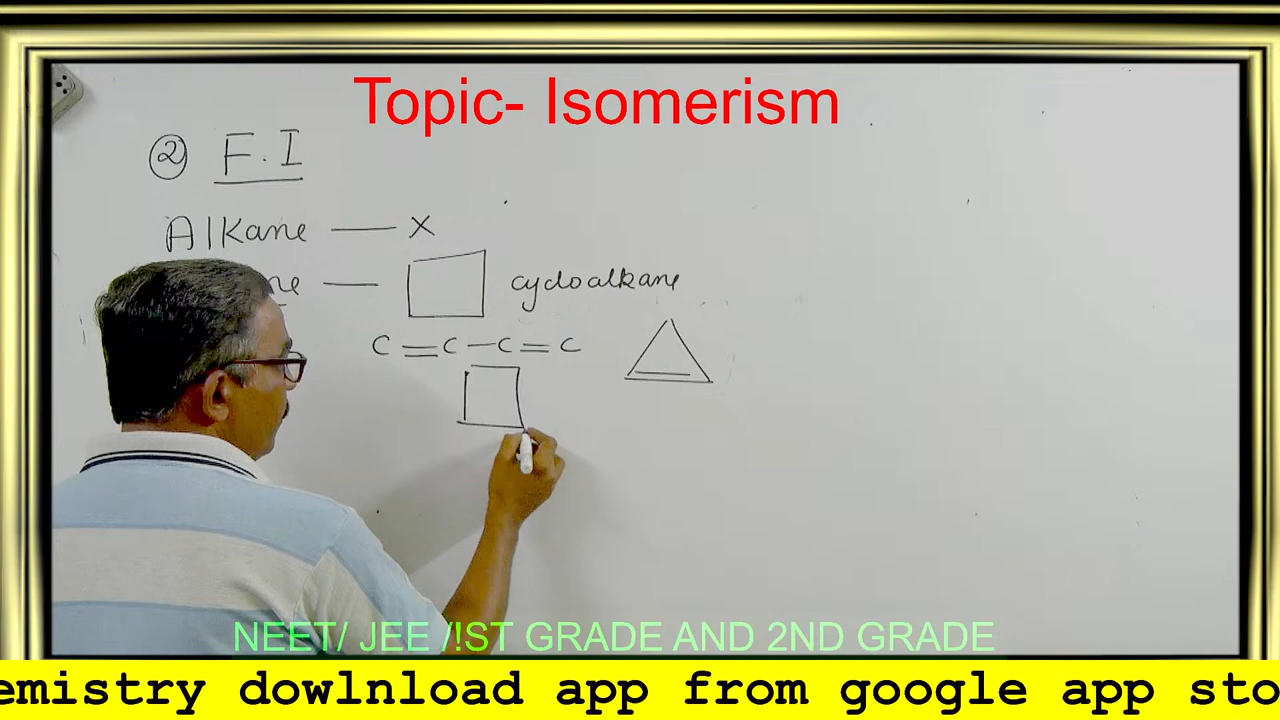 Topic- Isomerism
② F.I
Alkane — X
ne — cycloalkane
C=C-C=C
NEET/ JEE /!ST GRADE AND 2ND GRADE
emistry dowlnload app from google app sto